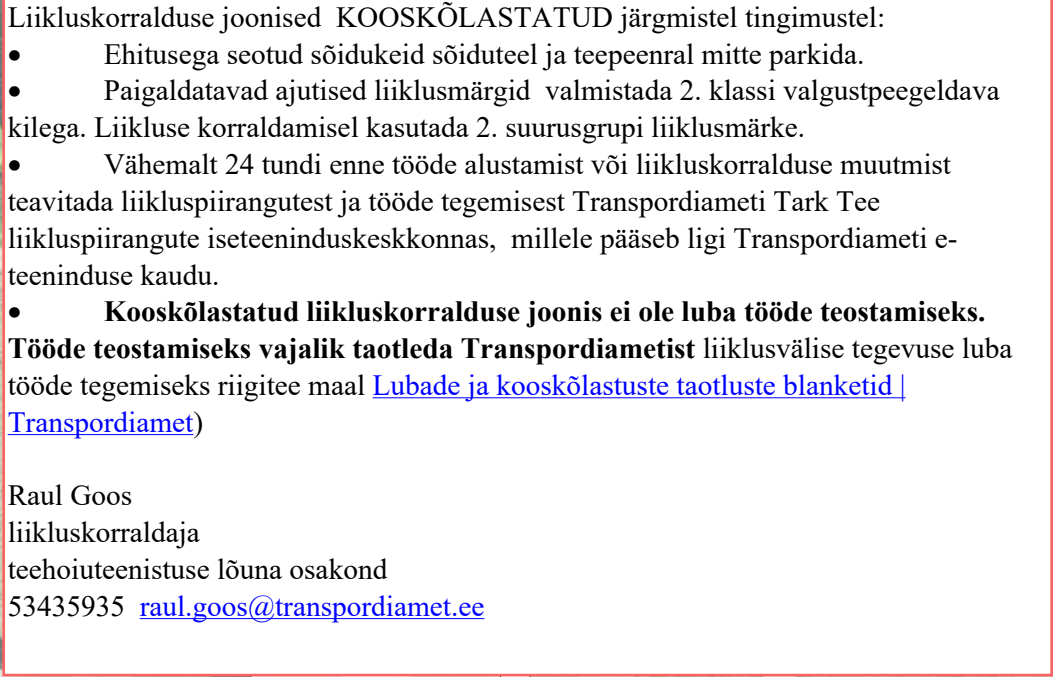 Liikluskorralduse joonised  KOOSKÕLASTATUD järgmistel tingimustel:
•	Ehitusega seotud sõidukeid sõiduteel ja teepeenral mitte parkida.
•	Paigaldatavad ajutised liiklusmärgid  valmistada 2. klassi valgustpeegeldava
kilega. Liikluse korraldamisel kasutada 2. suurusgrupi liiklusmärke.
•	Vähemalt 24 tundi enne tööde alustamist või liikluskorralduse muutmist
teavitada liikluspiirangutest ja tööde tegemisest Transpordiameti Tark Tee
liikluspiirangute iseteeninduskeskkonnas,  millele pääseb ligi Transpordiameti e-
teeninduse kaudu.
•	Kooskõlastatud liikluskorralduse joonis ei ole luba tööde teostamiseks.
Tööde teostamiseks vajalik taotleda Transpordiametist liiklusvälise tegevuse luba
tööde tegemiseks riigitee maal Lubade ja kooskõlastuste taotluste blanketid |
Transpordiamet)
Raul Goos
liikluskorraldaja
teehoiuteenistuse lõuna osakond
53435935  raul.goos@transpordiamet.ee